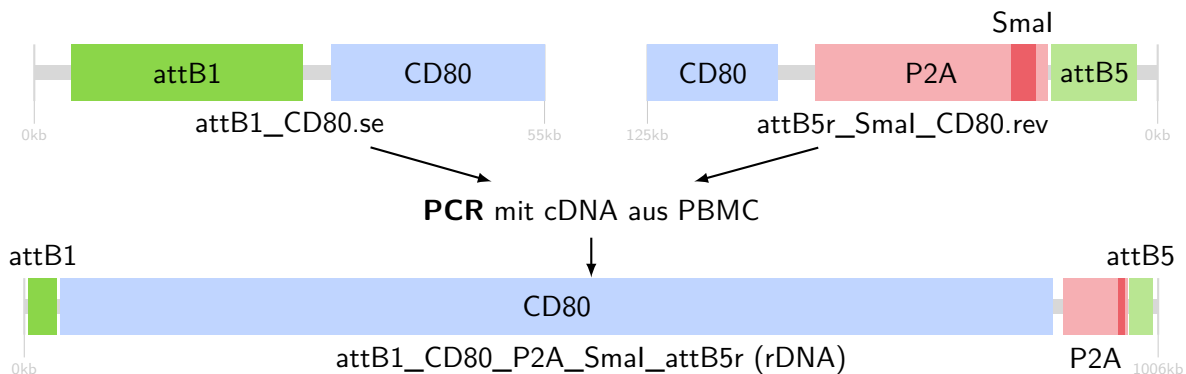 SmaI
attB1 CD80 CD80 P2A attB5
0kb attB1_CD80.se 55kb 125kb attB5r_SmaI_CD80.rev 0kb
PCR mit cDNA aus PBMC
attB1 attB5
CD80
0kb attB1_CD80_P2A_SmaI_attB5r (rDNA) P2A 1006kb